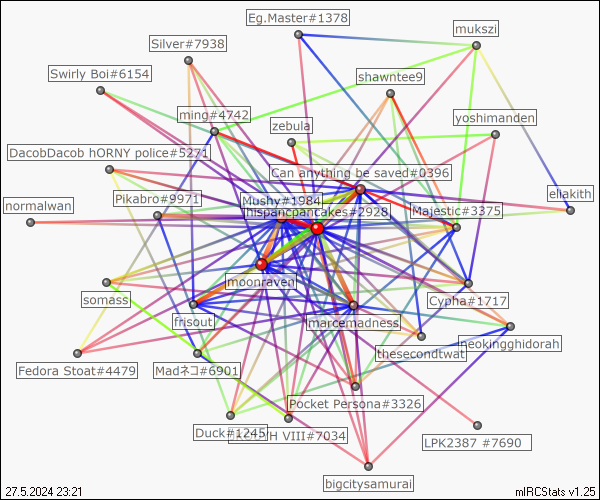 Eg.Master#1378
mukszi
Silver#7938
Swirly Boi#6154
shawntee9
ming#4742
yoshimanden
zebula
DacobDacob hORNY police#5271
Can anything be saved#0396
eliakith
Pikabro#9971
Mushy#1984
normalwan
hispanicpancakes#2928
Majestic#3375
moonraven
somass
Cypha#1717
frisout
marcemadness
neokingghidorah
thesecondtwat
Fedora Stoat#4479
Madネコ#6901
Pocket Persona#3326
Duck#1245
VIII#7034
LPK2387 #7690
bigcitysamurai
27.5.2024 23:21
mIRCStats v1.25